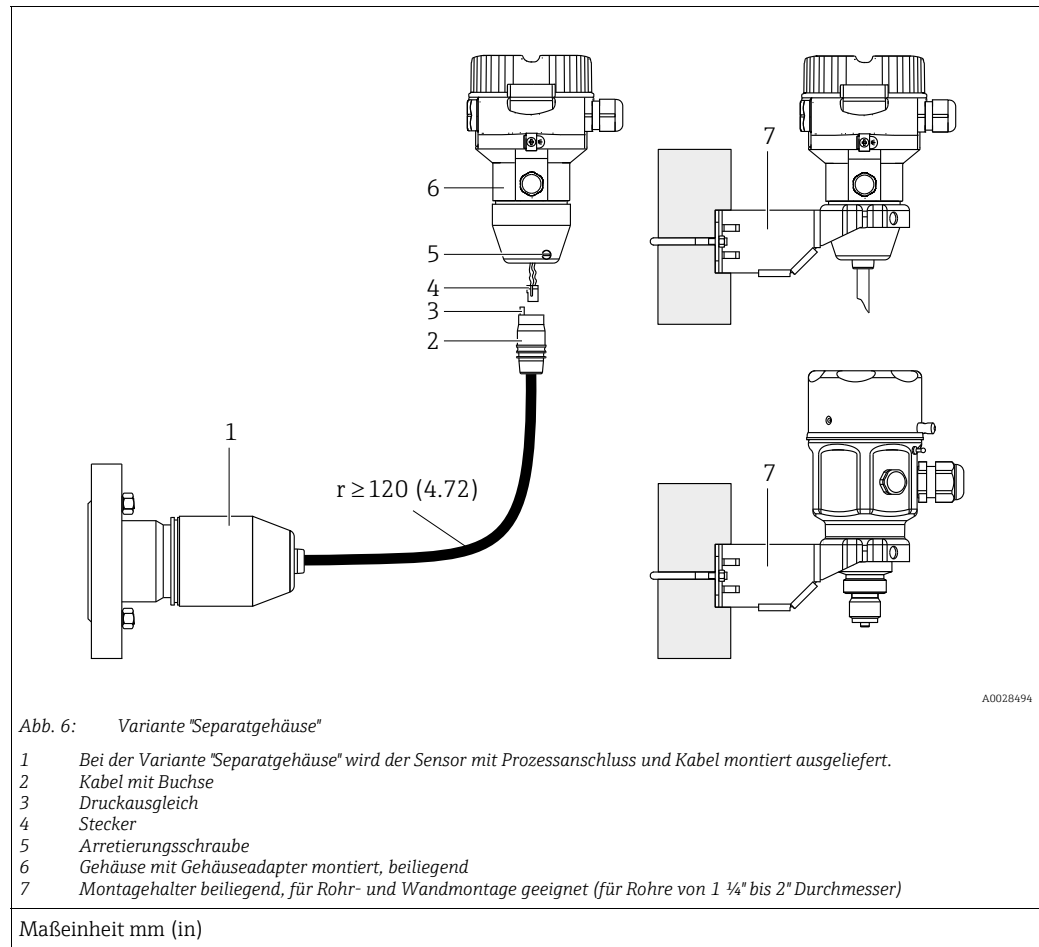 6
5
4
3
2
7
1
r ≥ 120 (4.72)
7
A0028494
Abb. 6: Variante "Separatgehäuse"
1 Bei der Variante "Separatgehäuse" wird der Sensor mit Prozessanschluss und Kabel montiert ausgeliefert.
2 Kabel mit Buchse
3 Druckausgleich
4 Stecker
5 Arretierungsschraube
6 Gehäuse mit Gehäuseadapter montiert, beiliegend
7 Montagehalter beiliegend, für Rohr- und Wandmontage geeignet (für Rohre von 1 ¼" bis 2" Durchmesser)
Maßeinheit mm (in)